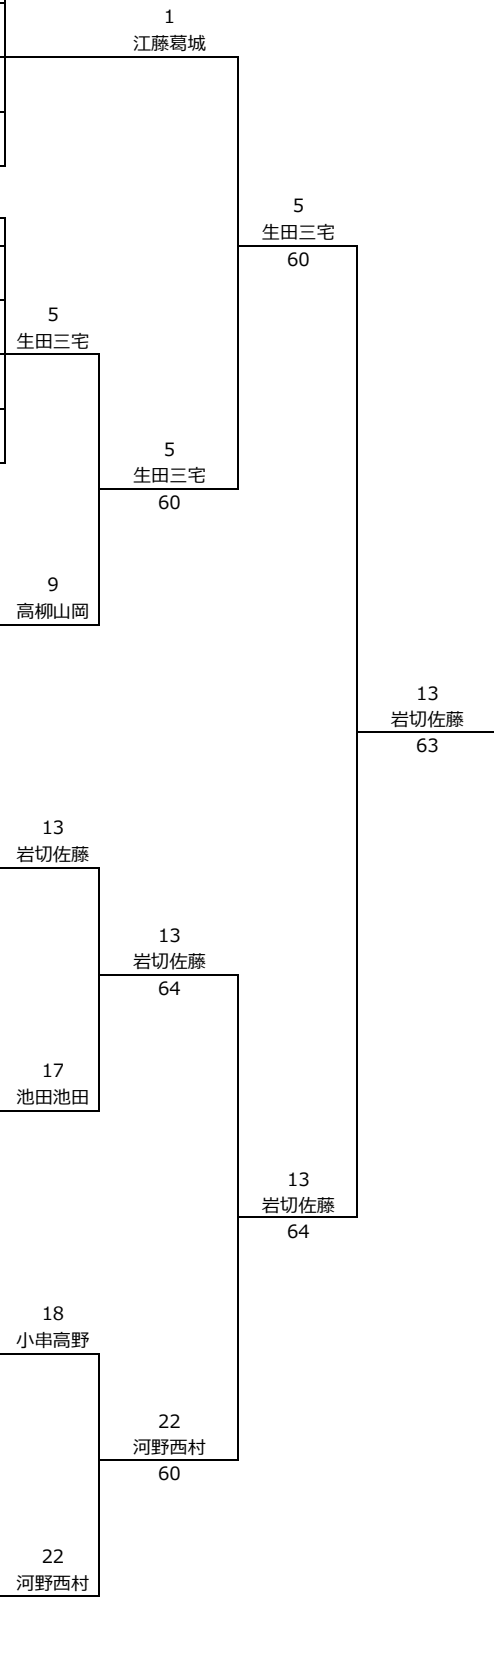 1
江藤葛城
5
生田三宅
60
5
生田三宅
5
生田三宅
60
9
高柳山岡
13
岩切佐藤
63
13
岩切佐藤
13
岩切佐藤
64
17
池田池田
13
岩切佐藤
64
18
小串高野
22
河野西村
60
22
河野西村